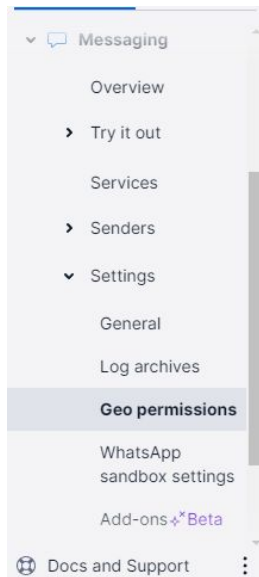 Messaging
Overview
Try it out
Services
Senders
Settings
General
Log archives
Geo permissions
WhatsApp
sandbox settings
Add-ons Beta
Docs and Support